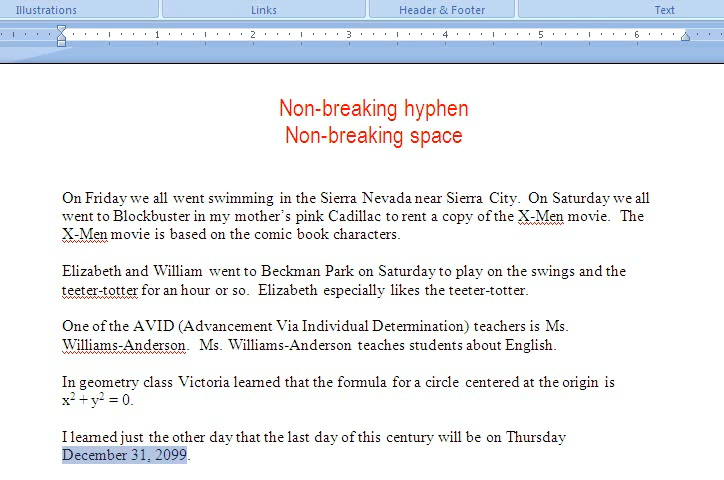 Illustrations Links Header & Footer Text
1 2 3 4 5 6
Non-breaking hyphen
Non-breaking space
On Friday we all went swimming in the Sierra Nevada near Sierra City. On Saturday we all
went to Blockbuster in my mother's pink Cadillac to rent a copy of the X-Men movie. The
X-Men movie is based on the comic book characters.
Elizabeth and William went to Beckman Park on Saturday to play on the swings and the
teeter-totter for an hour or so. Elizabeth especially likes the teeter-totter.
One of the AVID (Advancement Via Individual Determination) teachers is Ms.
Williams-Anderson. Ms. Williams-Anderson teaches students about English.
In geometry class Victoria learned that the formula for a circle centered at the origin is
x² + y² = 0.
I learned just the other day that the last day of this century will be on Thursday
December 31, 2099.